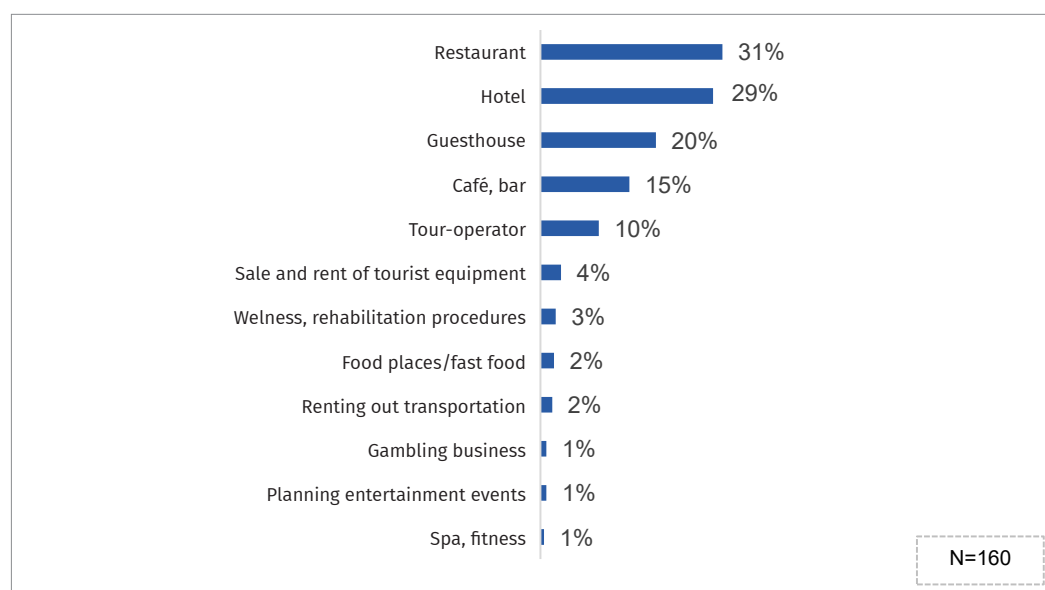 Restaurant 31%
Hotel 29%
Guesthouse 20%
Café, bar 15%
Tour-operator 10%
Sale and rent of tourist equipment 4%
Welness, rehabilitation procedures 3%
Food places/fast food 2%
Renting out transportation 2%
Gambling business 1%
Planning entertainment events 1%
Spa, fitness 1%
N=160